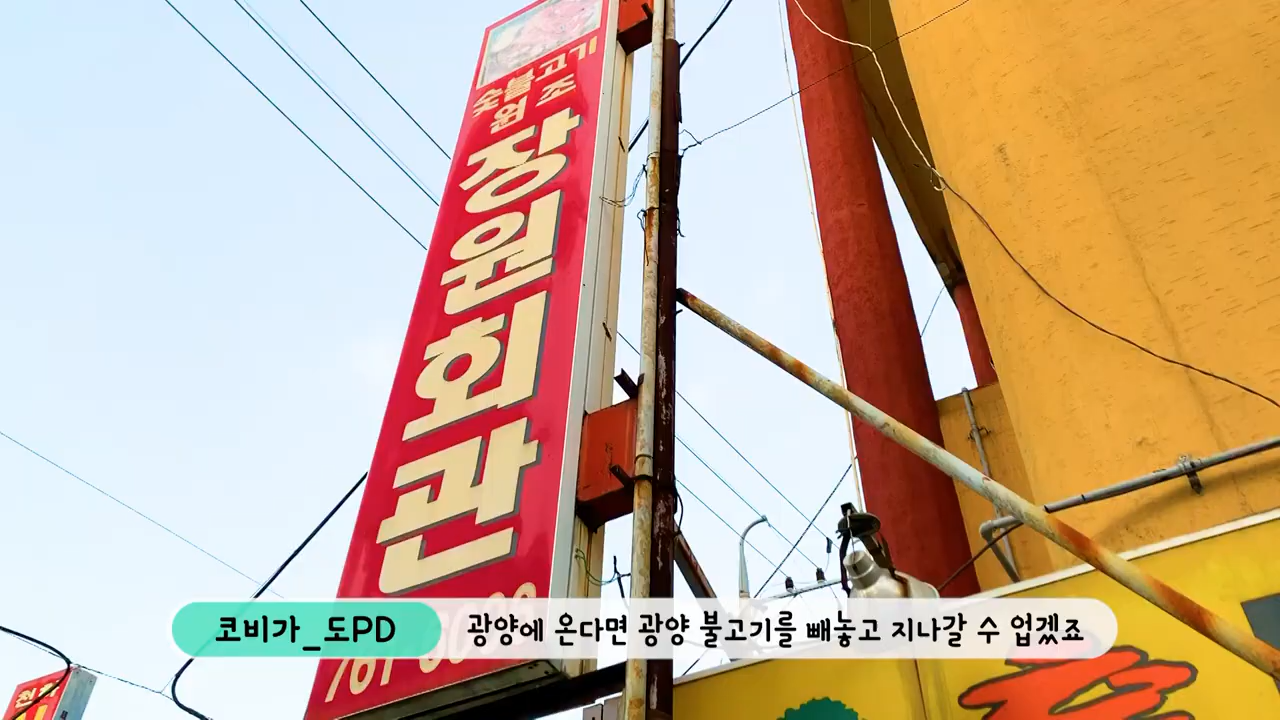 숯불고기
원조
장원회관
코비가_도PD
광양에 온다면 광양 불고기를 빼놓고 지나갈 수 업겠죠